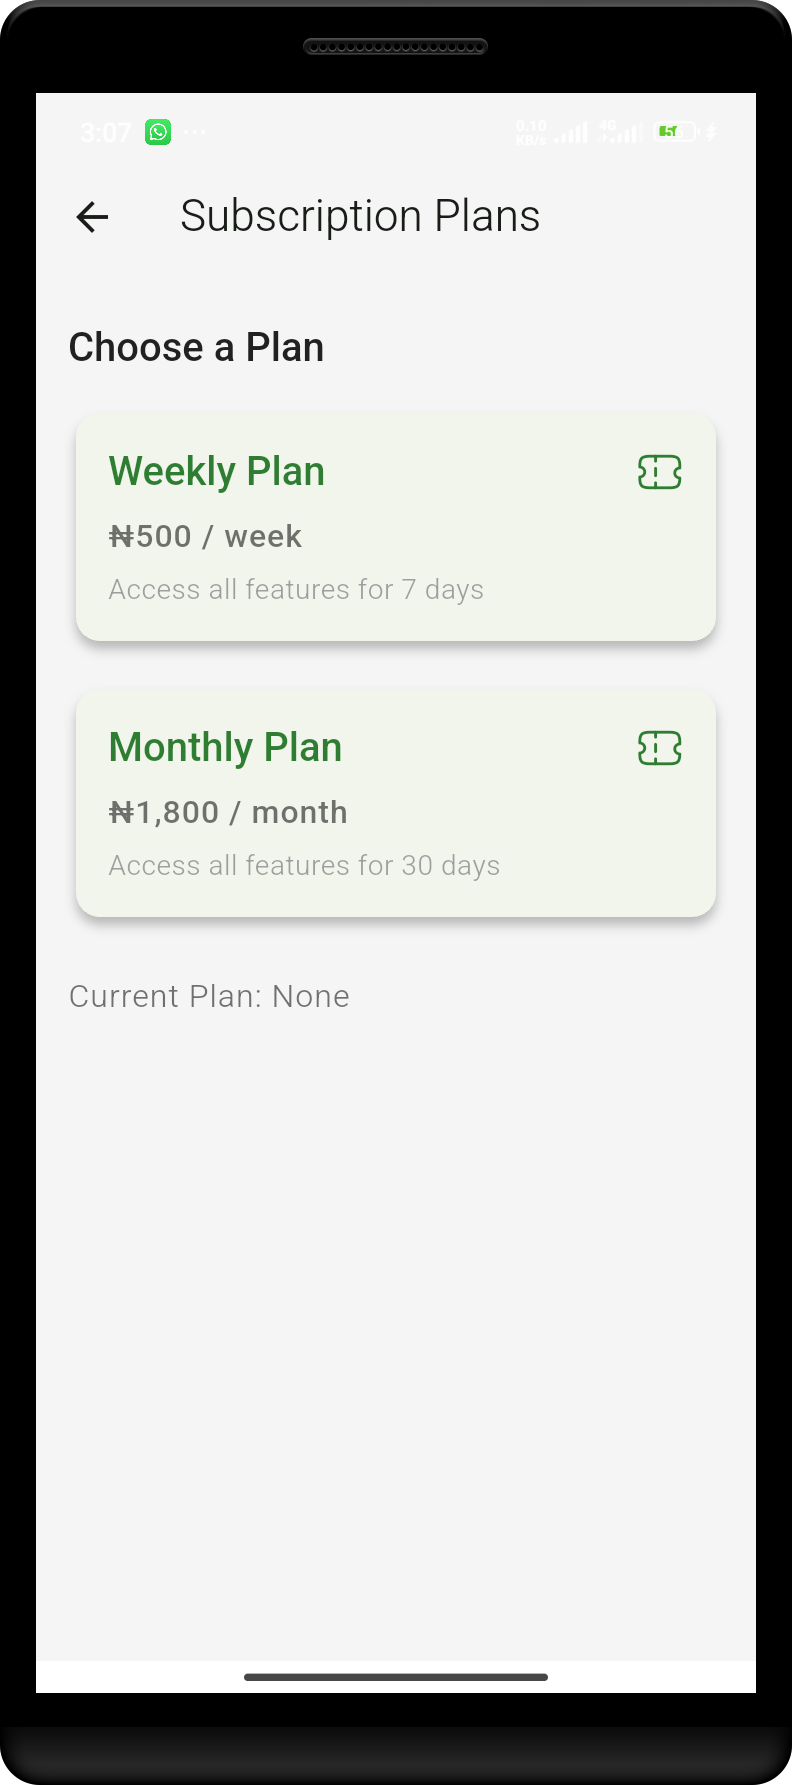 3:07 ...
0.10 KB/s 4G 56
Subscription Plans
Choose a Plan
Weekly Plan
₦500 / week
Access all features for 7 days
Monthly Plan
₦1,800 / month
Access all features for 30 days
Current Plan: None